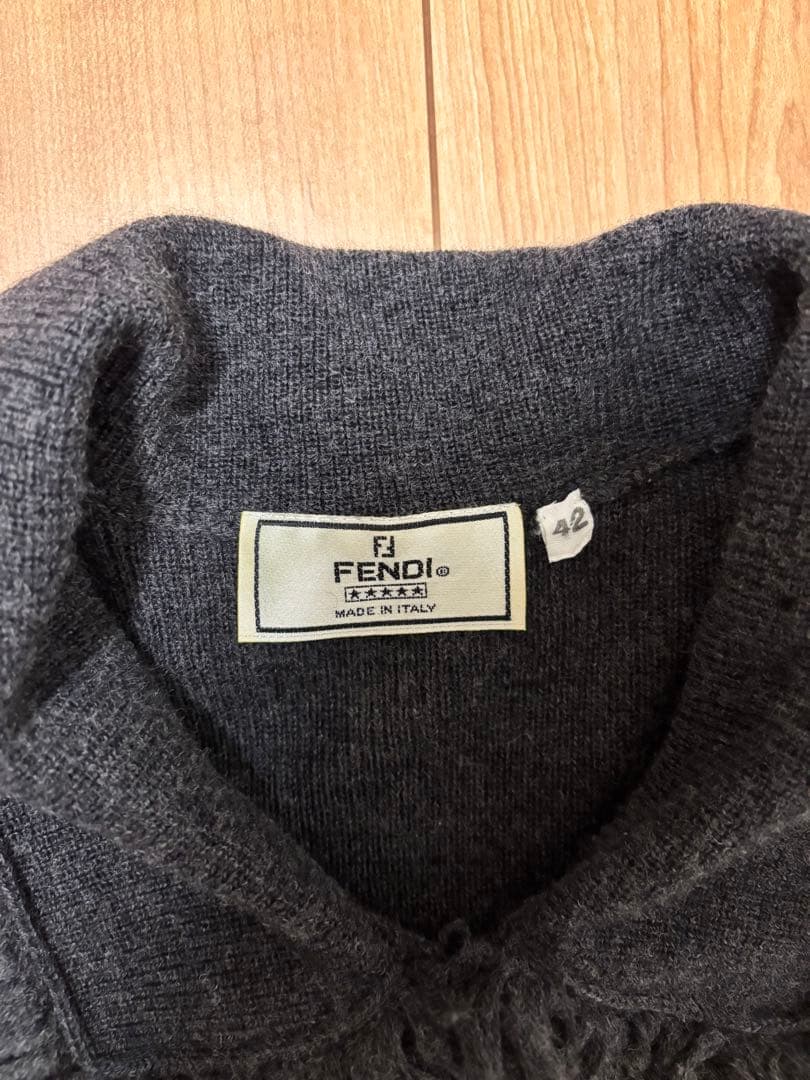 FENDI®
★★★★★
MADE IN ITALY
42